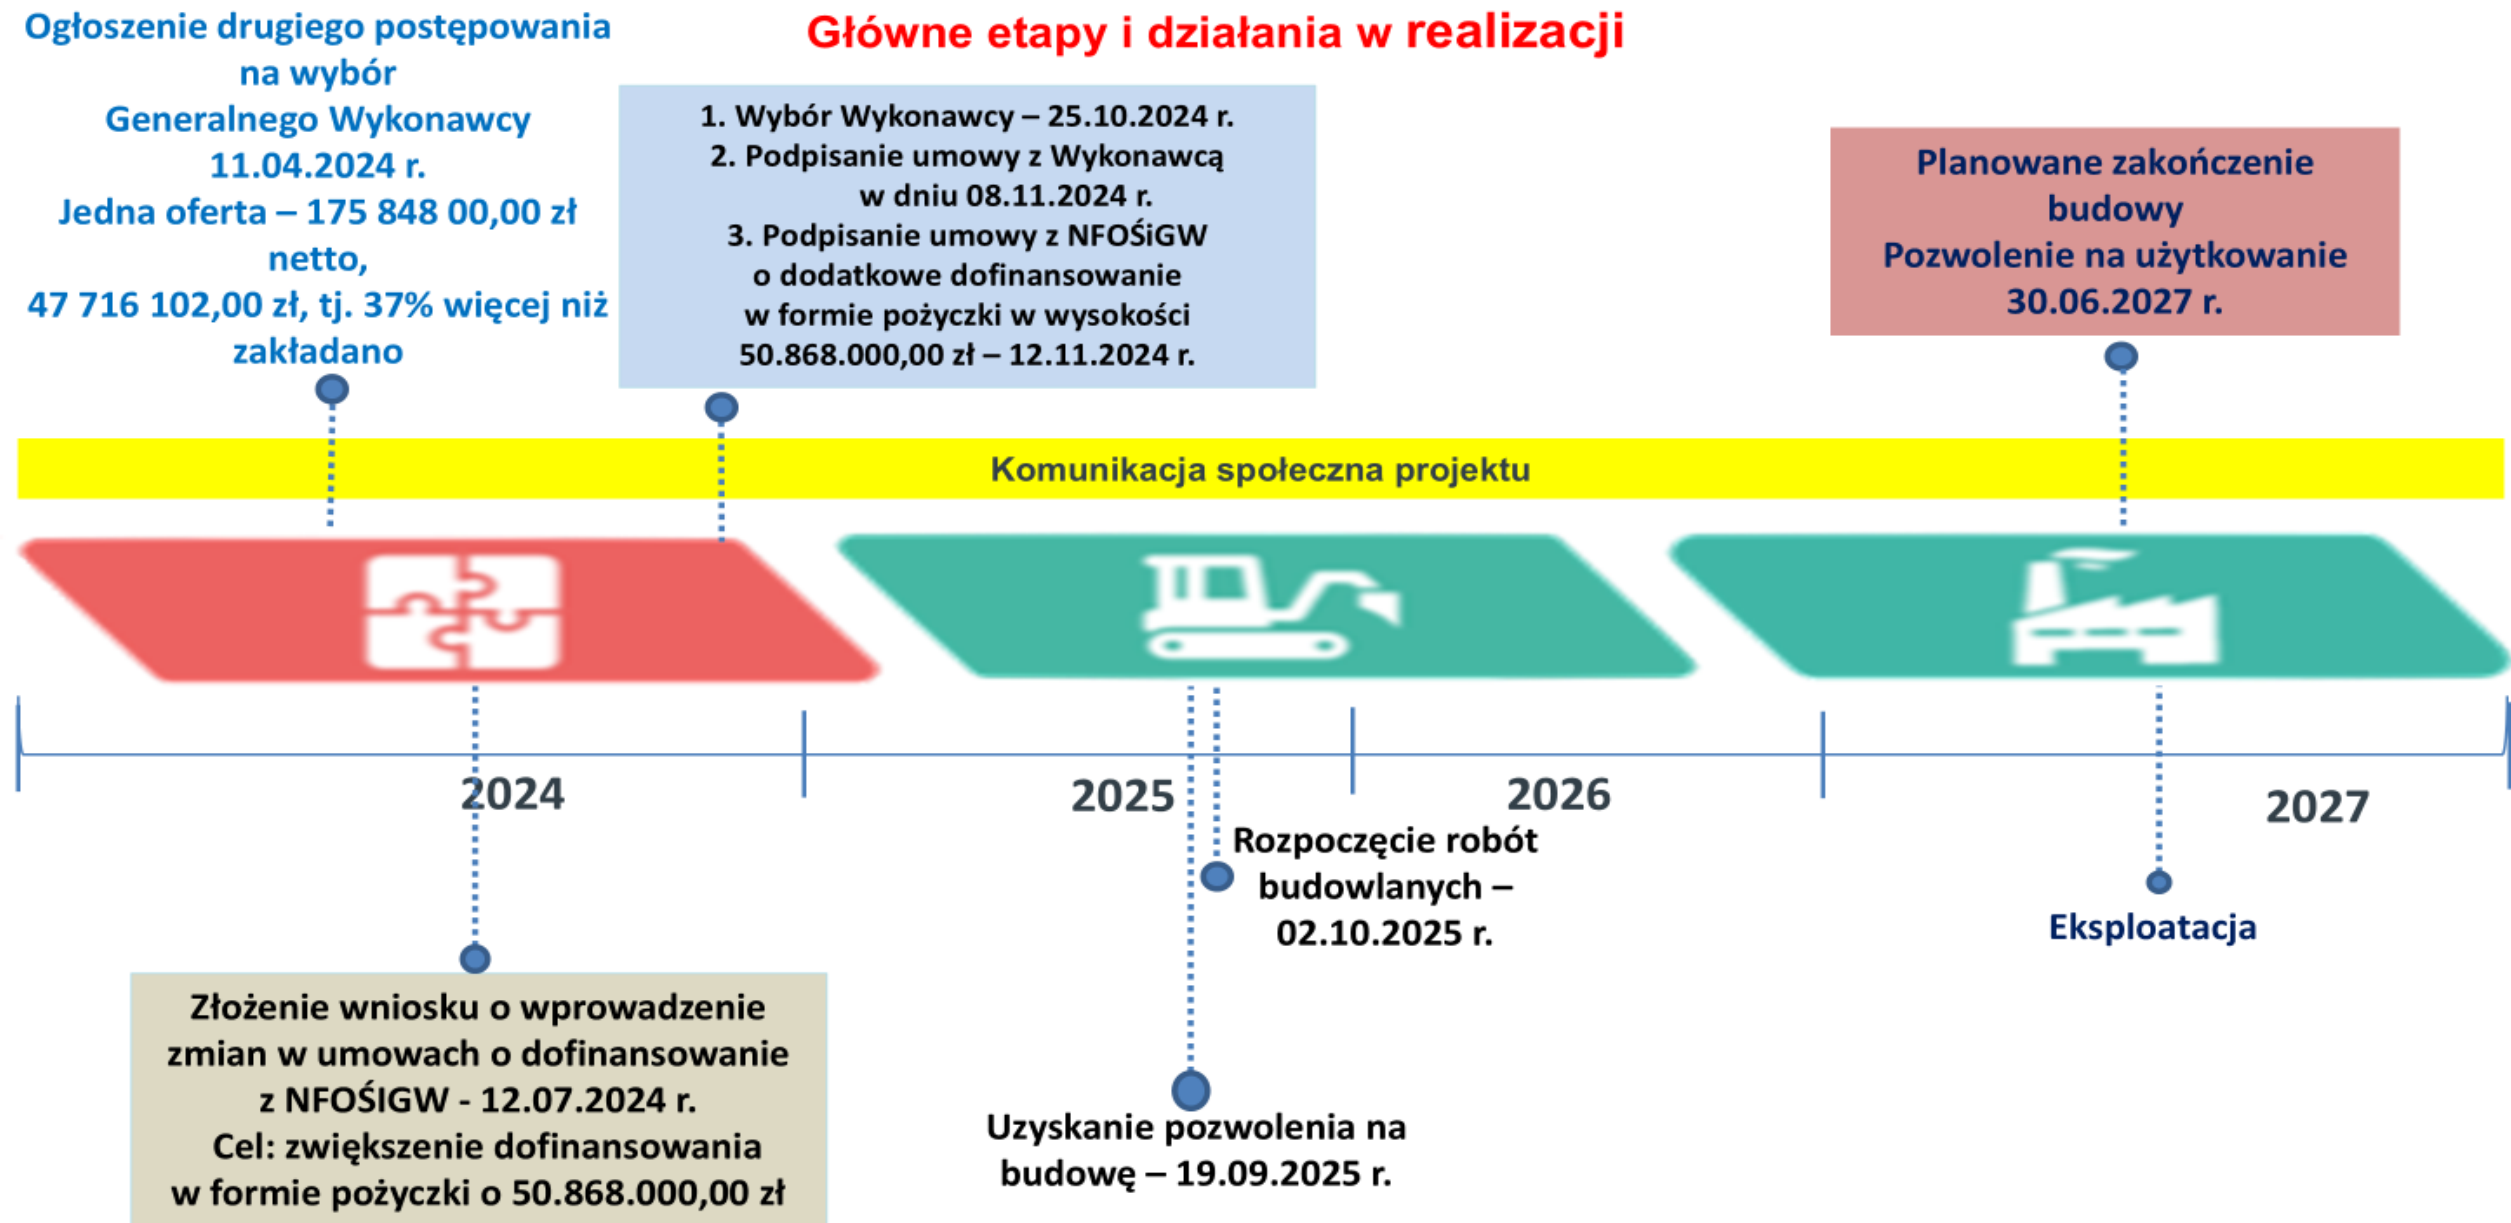 Główne etapy i działania w realizacji
Ogłoszenie drugiego postępowania
na wybór
Generalnego Wykonawcy
11.04.2024 r.
Jedna oferta – 175 848 00,00 zł
netto,
47 716 102,00 zł, tj. 37% więcej niż
zakładano
1. Wybór Wykonawcy – 25.10.2024 r.
2. Podpisanie umowy z Wykonawcą
w dniu 08.11.2024 r.
3. Podpisanie umowy z NFOŚiGW
o dodatkowe dofinansowanie
w formie pożyczki w wysokości
50.868.000,00 zł – 12.11.2024 r.
Planowane zakończenie
budowy
Pozwolenie na użytkowanie
30.06.2027 r.
Komunikacja społeczna projektu
2024
2025
2026
2027
Rozpoczęcie robót
budowlanych –
02.10.2025 r.
Eksploatacja
Złożenie wniosku o wprowadzenie
zmian w umowach o dofinansowanie
z NFOŚIGW - 12.07.2024 r.
Cel: zwiększenie dofinansowania
w formie pożyczki o 50.868.000,00 zł
Uzyskanie pozwolenia na
budowę – 19.09.2025 r.